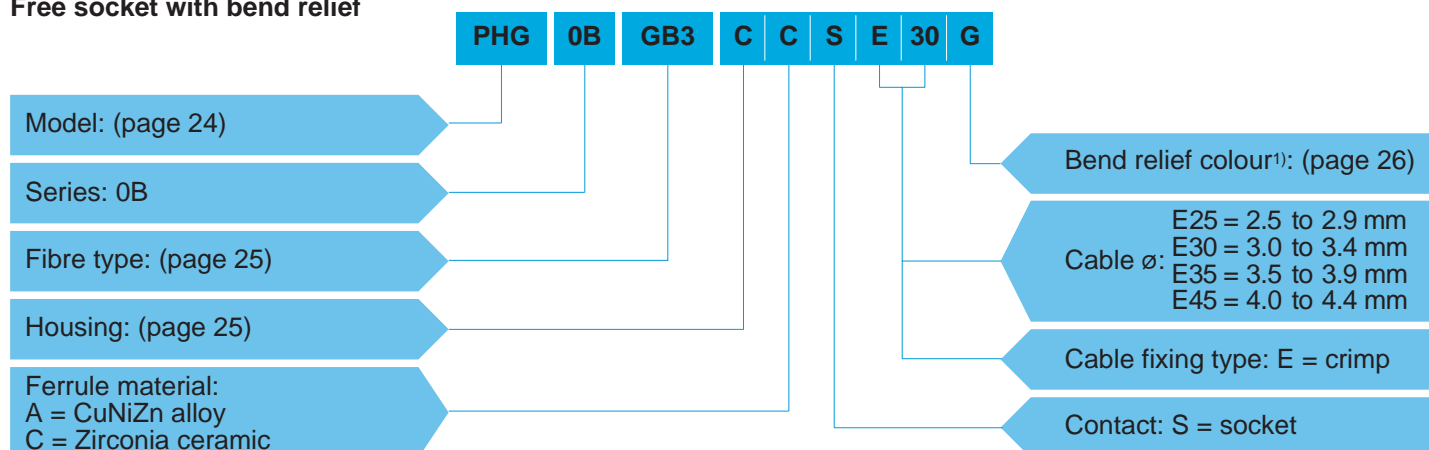 Free socket with bend relief
PHG 0B GB3 C C S E 30 G
Model: (page 24)
Series: 0B
Fibre type: (page 25)
Housing: (page 25)
Ferrule material:
A = CuNiZn alloy
C = Zirconia ceramic
Bend relief colour1): (page 26)
Cable ø:
E25 = 2.5 to 2.9 mm
E30 = 3.0 to 3.4 mm
E35 = 3.5 to 3.9 mm
E45 = 4.0 to 4.4 mm
Cable fixing type: E = crimp
Contact: S = socket